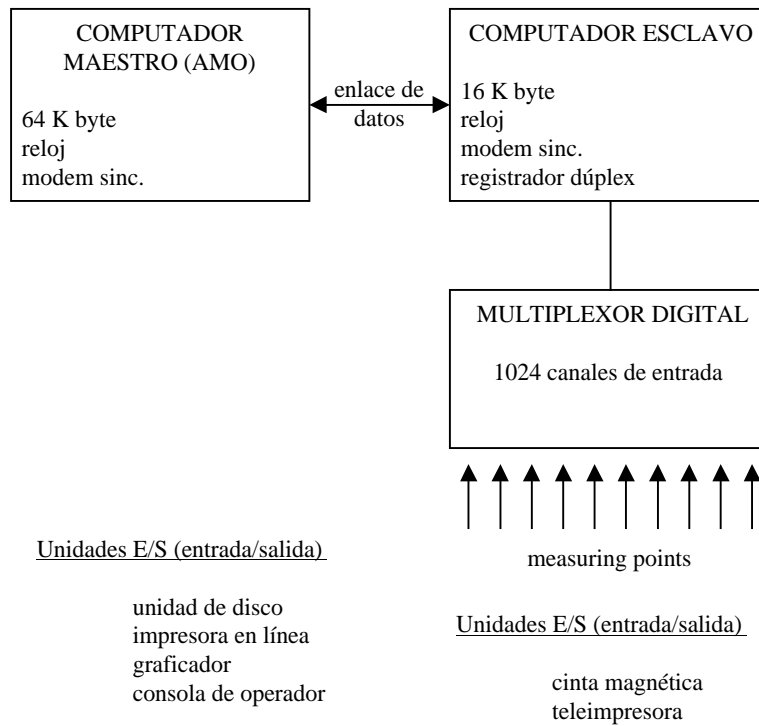 COMPUTADOR
MAESTRO (AMO)
64 K byte
reloj
modem sinc.
enlace de
datos
COMPUTADOR ESCLAVO
16 K byte
reloj
modem sinc.
registrador dúplex
MULTIPLEXOR DIGITAL
1024 canales de entrada
measuring points
Unidades E/S (entrada/salida)
unidad de disco
impresora en línea
graficador
consola de operador
Unidades E/S (entrada/salida)
cinta magnética
teleimpresora